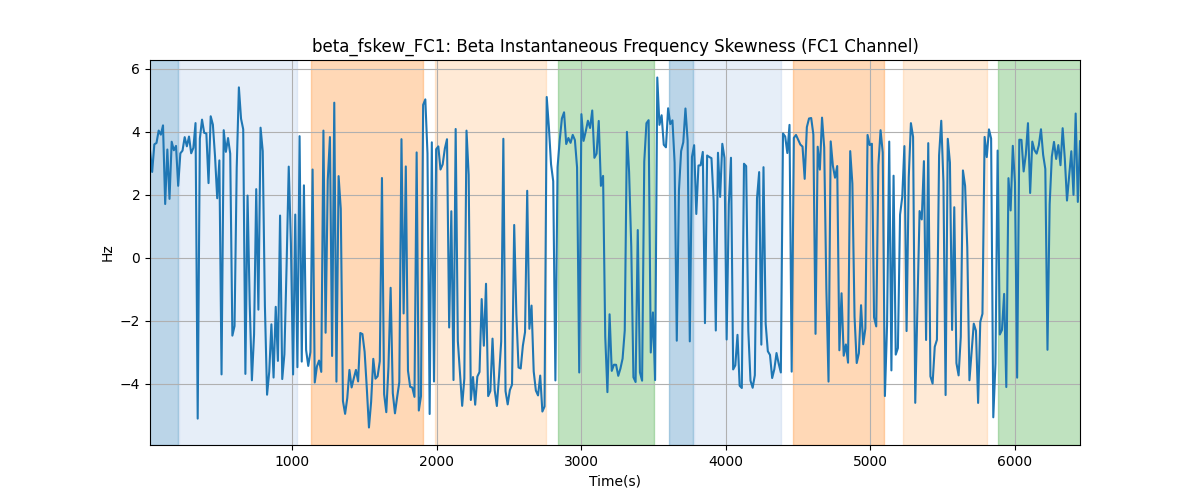 beta_fskew_FC1: Beta Instantaneous Frequency Skewness (FC1 Channel)
6
4
2
0
−2
−4
Hz
1000 2000 3000 4000 5000 6000
Time(s)